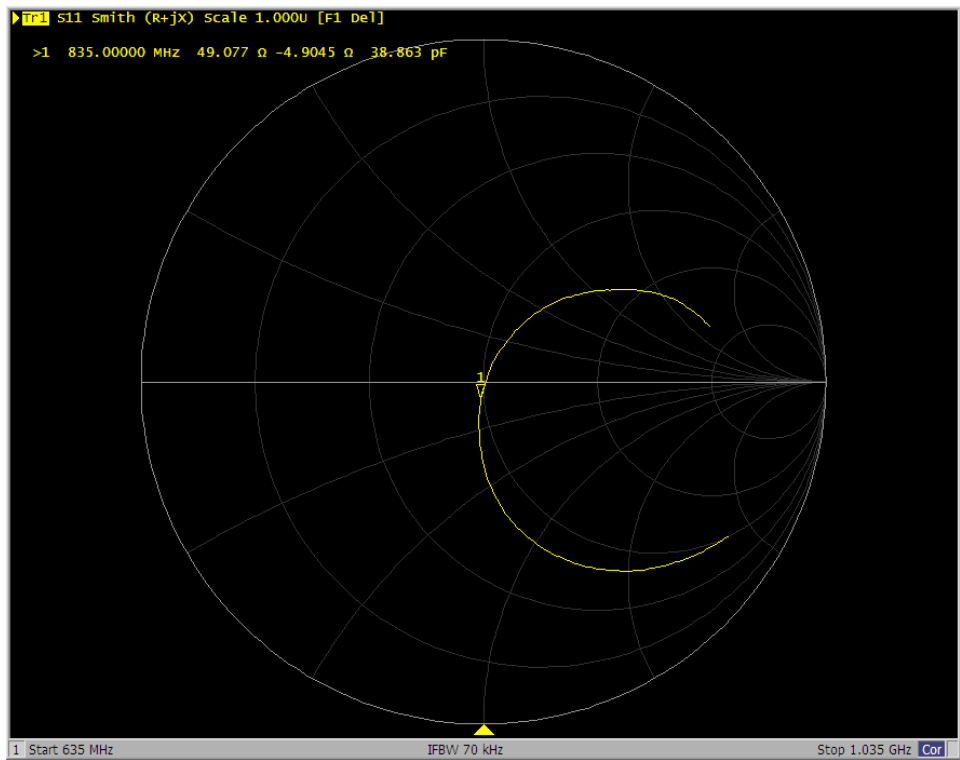 Tr1 S11 Smith (R+jX) Scale 1.000U [F1 Del]
>1 835.00000 MHz 49.077 Ω -4.9045 Ω 38.863 pF
1
1 Start 635 MHz IFBW 70 kHz Stop 1.035 GHz Cor